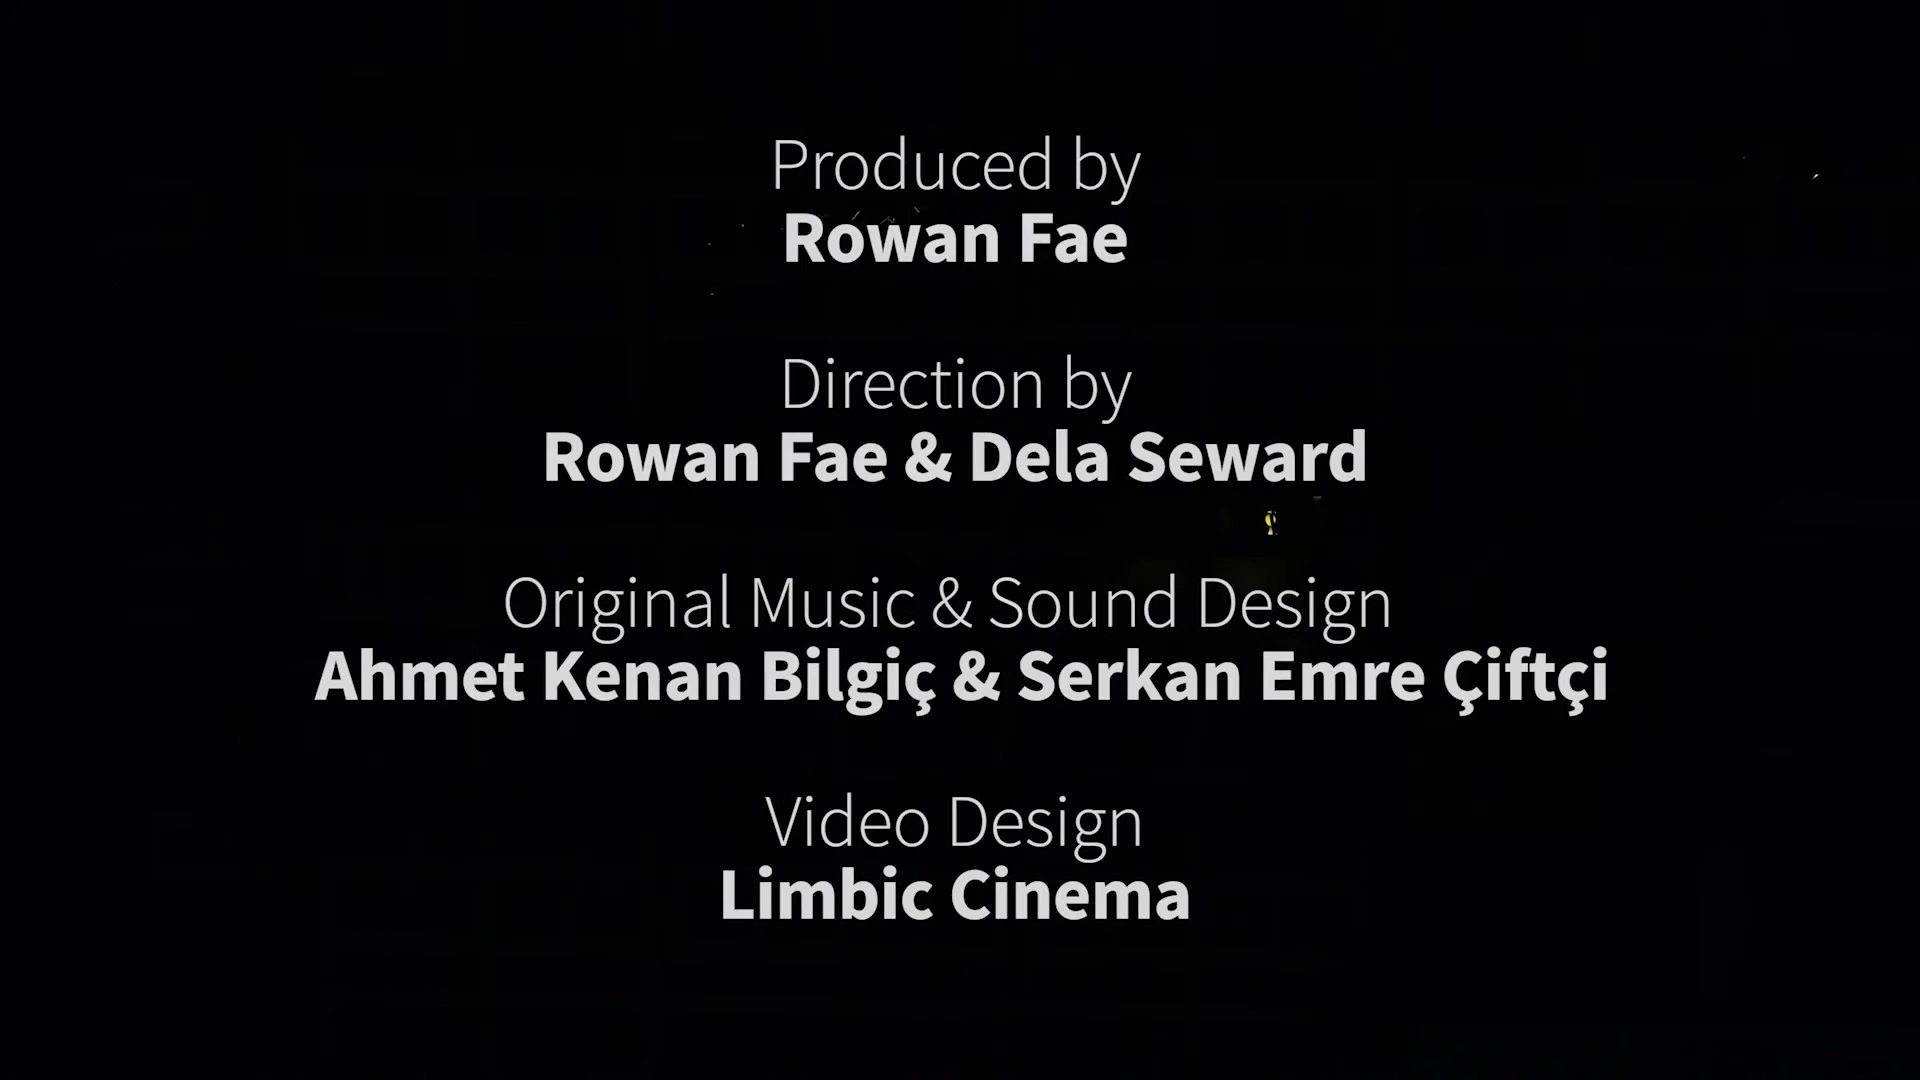 Produced by
Rowan Fae
Direction by
Rowan Fae & Dela Seward
Original Music & Sound Design
Ahmet Kenan Bilgiç & Serkan Emre Çiftçi
Video Design
Limbic Cinema